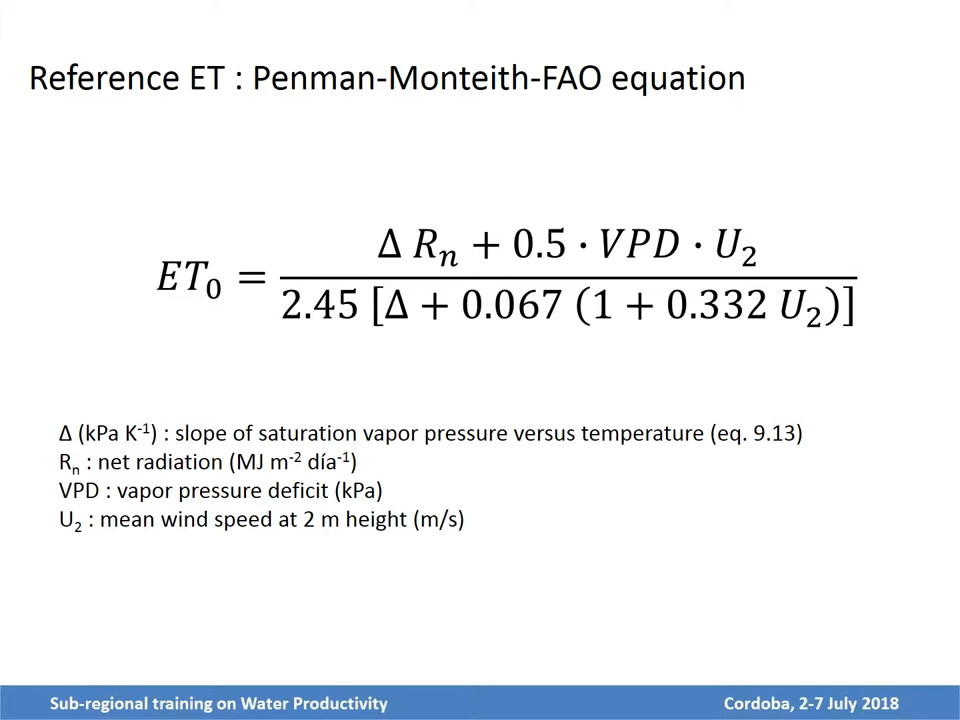 Reference ET : Penman-Monteith-FAO equation
ET₀ = (Δ Rₙ + 0.5 · VPD · U₂) / (2.45 [Δ + 0.067 (1 + 0.332 U₂)])
Δ (kPa K⁻¹) : slope of saturation vapor pressure versus temperature (eq. 9.13)
Rₙ : net radiation (MJ m⁻² día⁻¹)
VPD : vapor pressure deficit (kPa)
U₂ : mean wind speed at 2 m height (m/s)
Sub-regional training on Water Productivity Cordoba, 2-7 July 2018